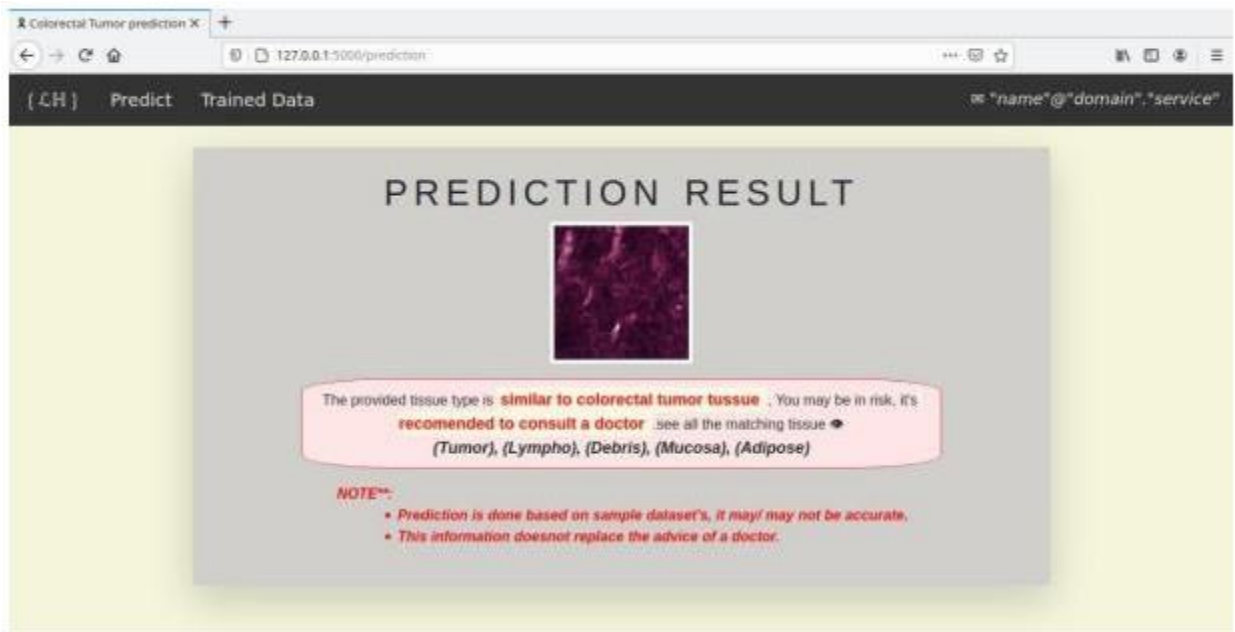 Colorectal Tumor prediction ×
127.0.0.1:5000/prediction
{LH} Predict Trained Data "name"@"domain"."service"
PREDICTION RESULT
The provided tissue type is similar to colorectal tumor tussue . You may be in risk, it's
recomended to consult a doctor .see all the matching tissue
(Tumor), (Lympho), (Debris), (Mucosa), (Adipose)
NOTE**:
• Prediction is done based on sample dataset's, it may/ may not be accurate.
• This information doesnot replace the advice of a doctor.